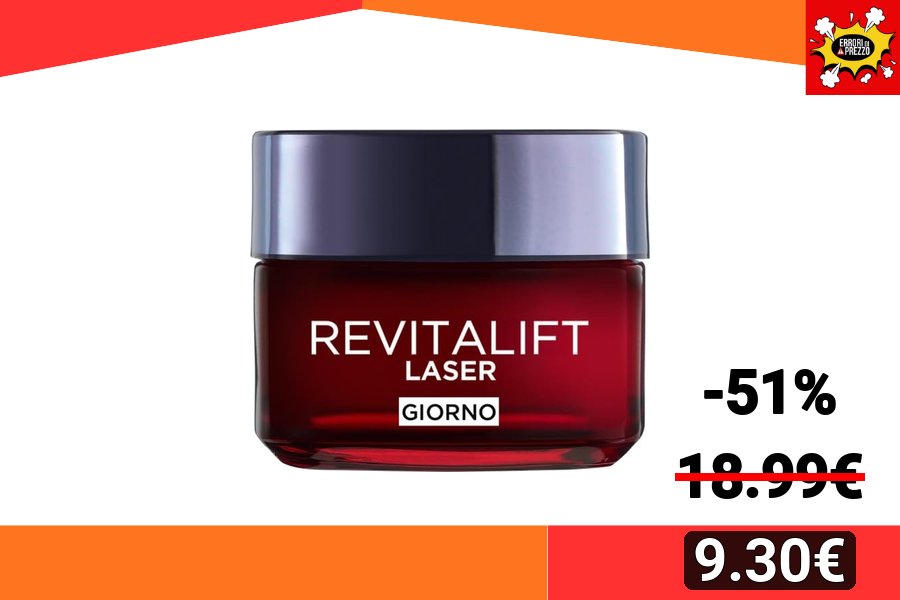 ERRORI DI
PREZZO
REVITALIFT
LASER
GIORNO
-51%
18.99€
9.30€